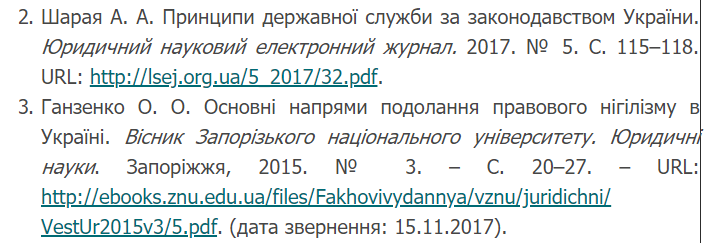 2. Шарая А. А. Принципи державної служби за законодавством України.
Юридичний науковий електронний журнал. 2017. № 5. С. 115–118.
URL: http://lsej.org.ua/5_2017/32.pdf.
3. Ганзенко О. О. Основні напрями подолання правового нігілізму в
Україні. Вісник Запорізького національного університету. Юридичні
науки. Запоріжжя, 2015. № 3. – С. 20–27. – URL:
http://ebooks.znu.edu.ua/files/Fakhovivydannya/vznu/juridichni/
VestUr2015v3/5.pdf. (дата звернення: 15.11.2017).